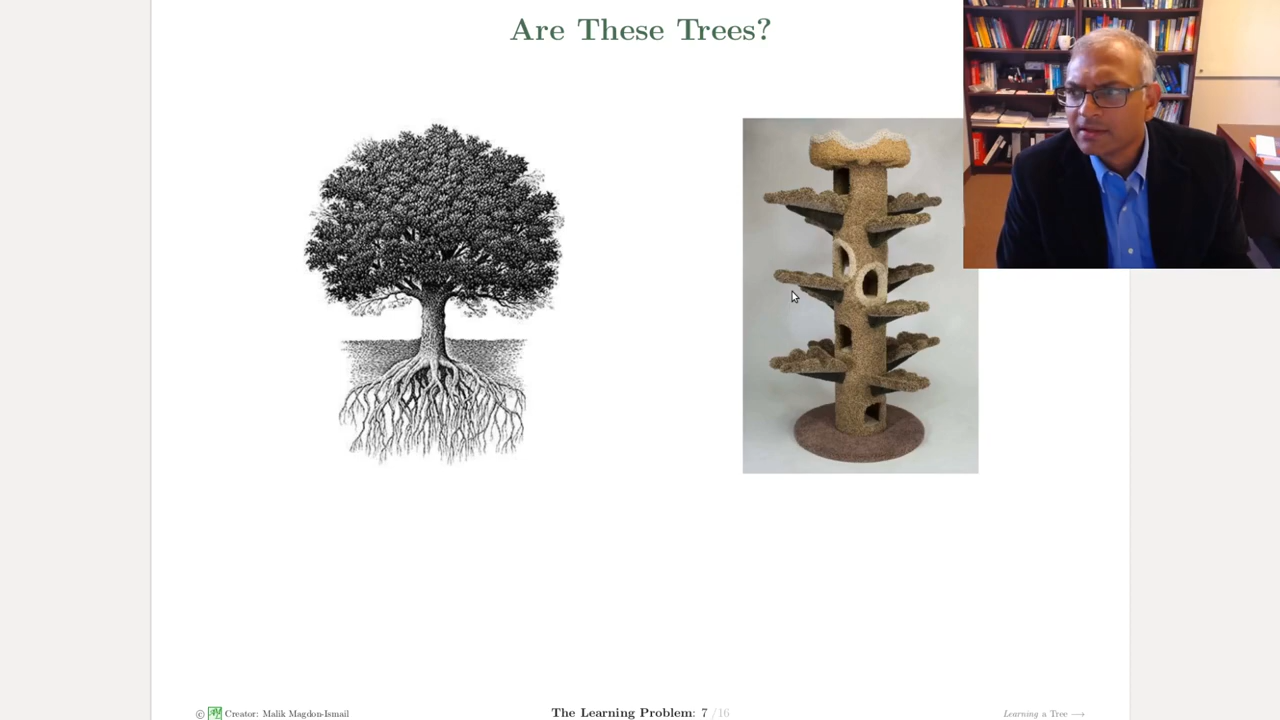 Are These Trees?
© Creator: Malik Magdon-Ismail
The Learning Problem: 7 /16
Learning a Tree ⟶